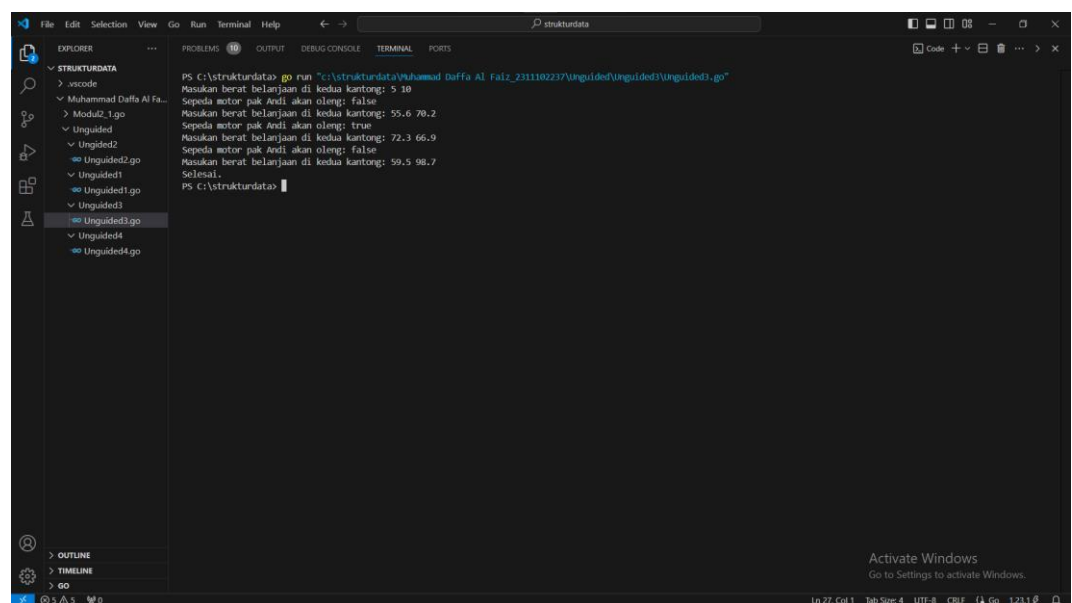 File Edit Selection View Go Run Terminal Help
strukturdata
EXPLORER
STRUKTURDATA
.vscode
Muhammad Daffa Al Fa...
Modul2_1.go
Unguided
Ungided2
Unguided2.go
Unguided1
Unguided1.go
Unguided3
Unguided3.go
Unguided4
Unguided4.go
OUTLINE
TIMELINE
GO
PROBLEMS 10 OUTPUT DEBUG CONSOLE TERMINAL PORTS
Code
PS C:\strukturdata> go run "c:\strukturdata\Muhammad Daffa Al Faiz_2311102237\Unguided\Unguided3\Unguided3.go"
Masukan berat belanjaan di kedua kantong: 5 10
Sepeda motor pak Andi akan oleng: false
Masukan berat belanjaan di kedua kantong: 55.6 70.2
Sepeda motor pak Andi akan oleng: true
Masukan berat belanjaan di kedua kantong: 72.3 66.9
Sepeda motor pak Andi akan oleng: false
Masukan berat belanjaan di kedua kantong: 59.5 98.7
Selesai.
PS C:\strukturdata>
Activate Windows
Go to Settings to activate Windows.
5 5 0
Ln 27, Col 1 Tab Size: 4 UTF-8 CRLF Go 1.23.1